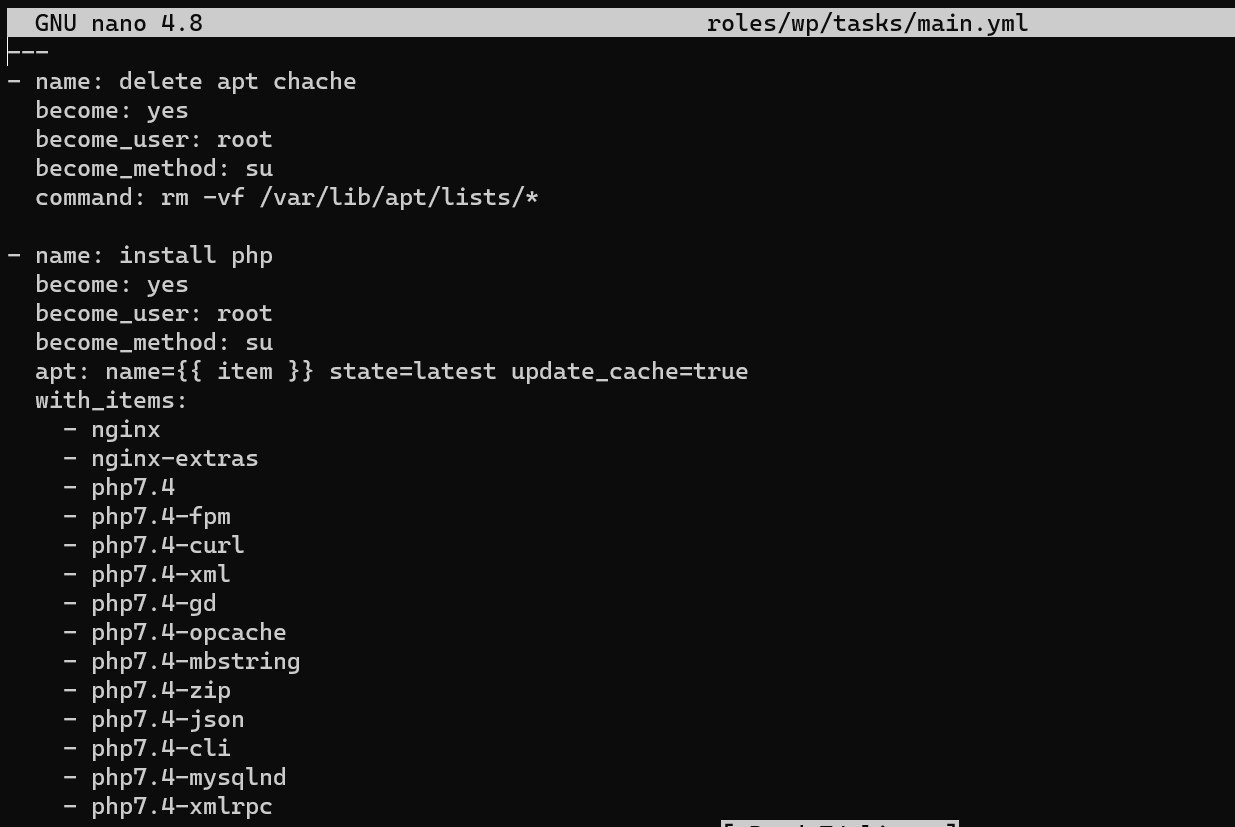 GNU nano 4.8 roles/wp/tasks/main.yml
---
- name: delete apt chache
  become: yes
  become_user: root
  become_method: su
  command: rm -vf /var/lib/apt/lists/*

- name: install php
  become: yes
  become_user: root
  become_method: su
  apt: name={{ item }} state=latest update_cache=true
  with_items:
    - nginx
    - nginx-extras
    - php7.4
    - php7.4-fpm
    - php7.4-curl
    - php7.4-xml
    - php7.4-gd
    - php7.4-opcache
    - php7.4-mbstring
    - php7.4-zip
    - php7.4-json
    - php7.4-cli
    - php7.4-mysqlnd
    - php7.4-xmlrpc